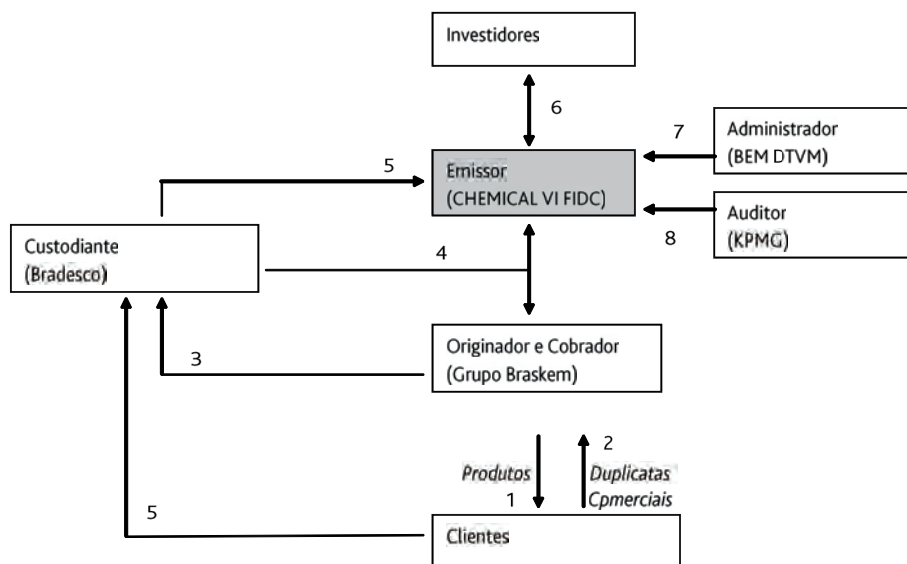 Investidores
6
7
Administrador
(BEM DTVM)
5
Emissor
(CHEMICAL VI FIDC)
Auditor
(KPMG)
8
Custodiante
(Bradesco)
4
Originador e Cobrador
(Grupo Braskem)
3
2
Produtos
Duplicatas
1
Cpmerciais
5
Clientes